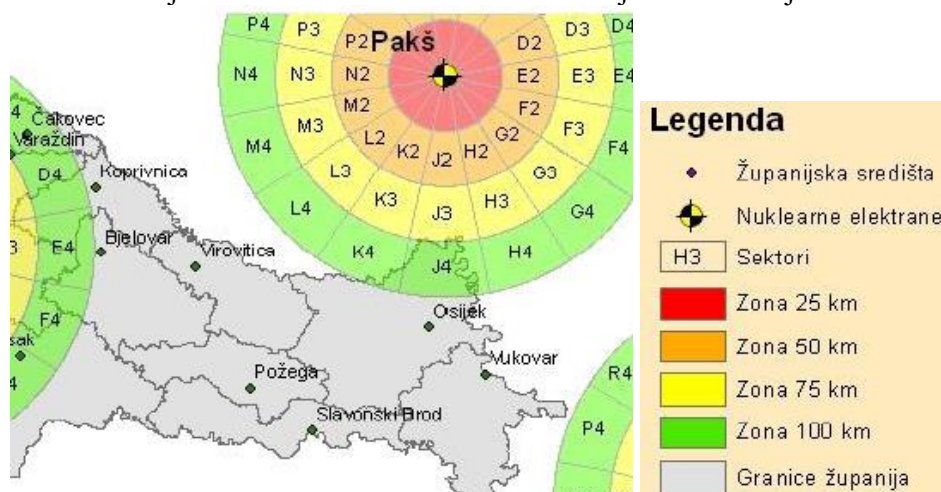 P4
P3
P2
Pakš
D2
D3
D4
N4
N3
N2
E2
E3
E4
M4
M3
M2
F2
F3
F4
L4
L3
L2
K2
J2
H2
G2
G3
G4
K4
K3
J3
H3
J4
H4
Čakovec
Varaždin
D4
Koprivnica
E4
Bjelovar
Virovitica
F4
Osijek
Vukovar
Požega
Slavonski Brod
R4
P4
Legenda
Županijska središta
Nuklearne elektrane
H3 Sektori
Zona 25 km
Zona 50 km
Zona 75 km
Zona 100 km
Granice županija